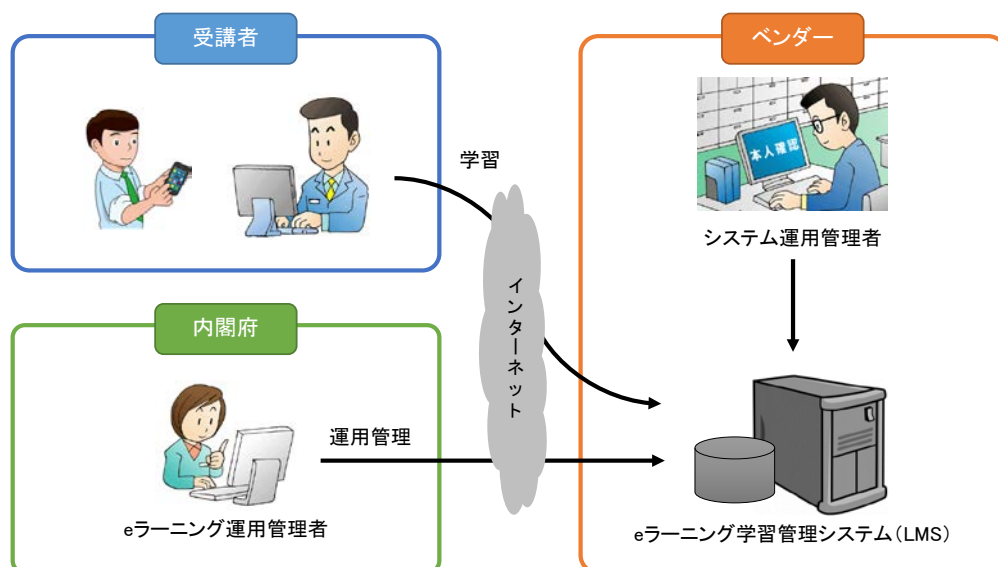 受講者
ベンダー
本人確認
学習
システム運用管理者
インターネット
内閣府
運用管理
eラーニング運用管理者
eラーニング学習管理システム(LMS)